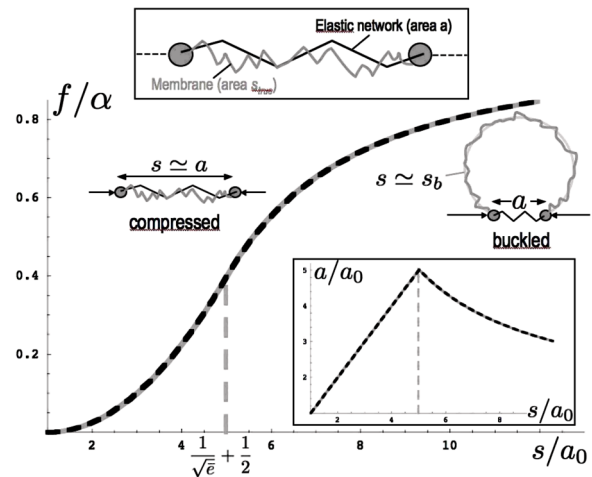 Elastic network (area a)
Membrane (area s_true)
f/α
0.8
0.6
0.4
0.2
s ≃ a
compressed
s ≃ s_b
a
buckled
a/a₀
5
4
3
2
2
4
6
8
s/a₀
2
4
6
8
10
s/a₀
1/√ē + 1/2